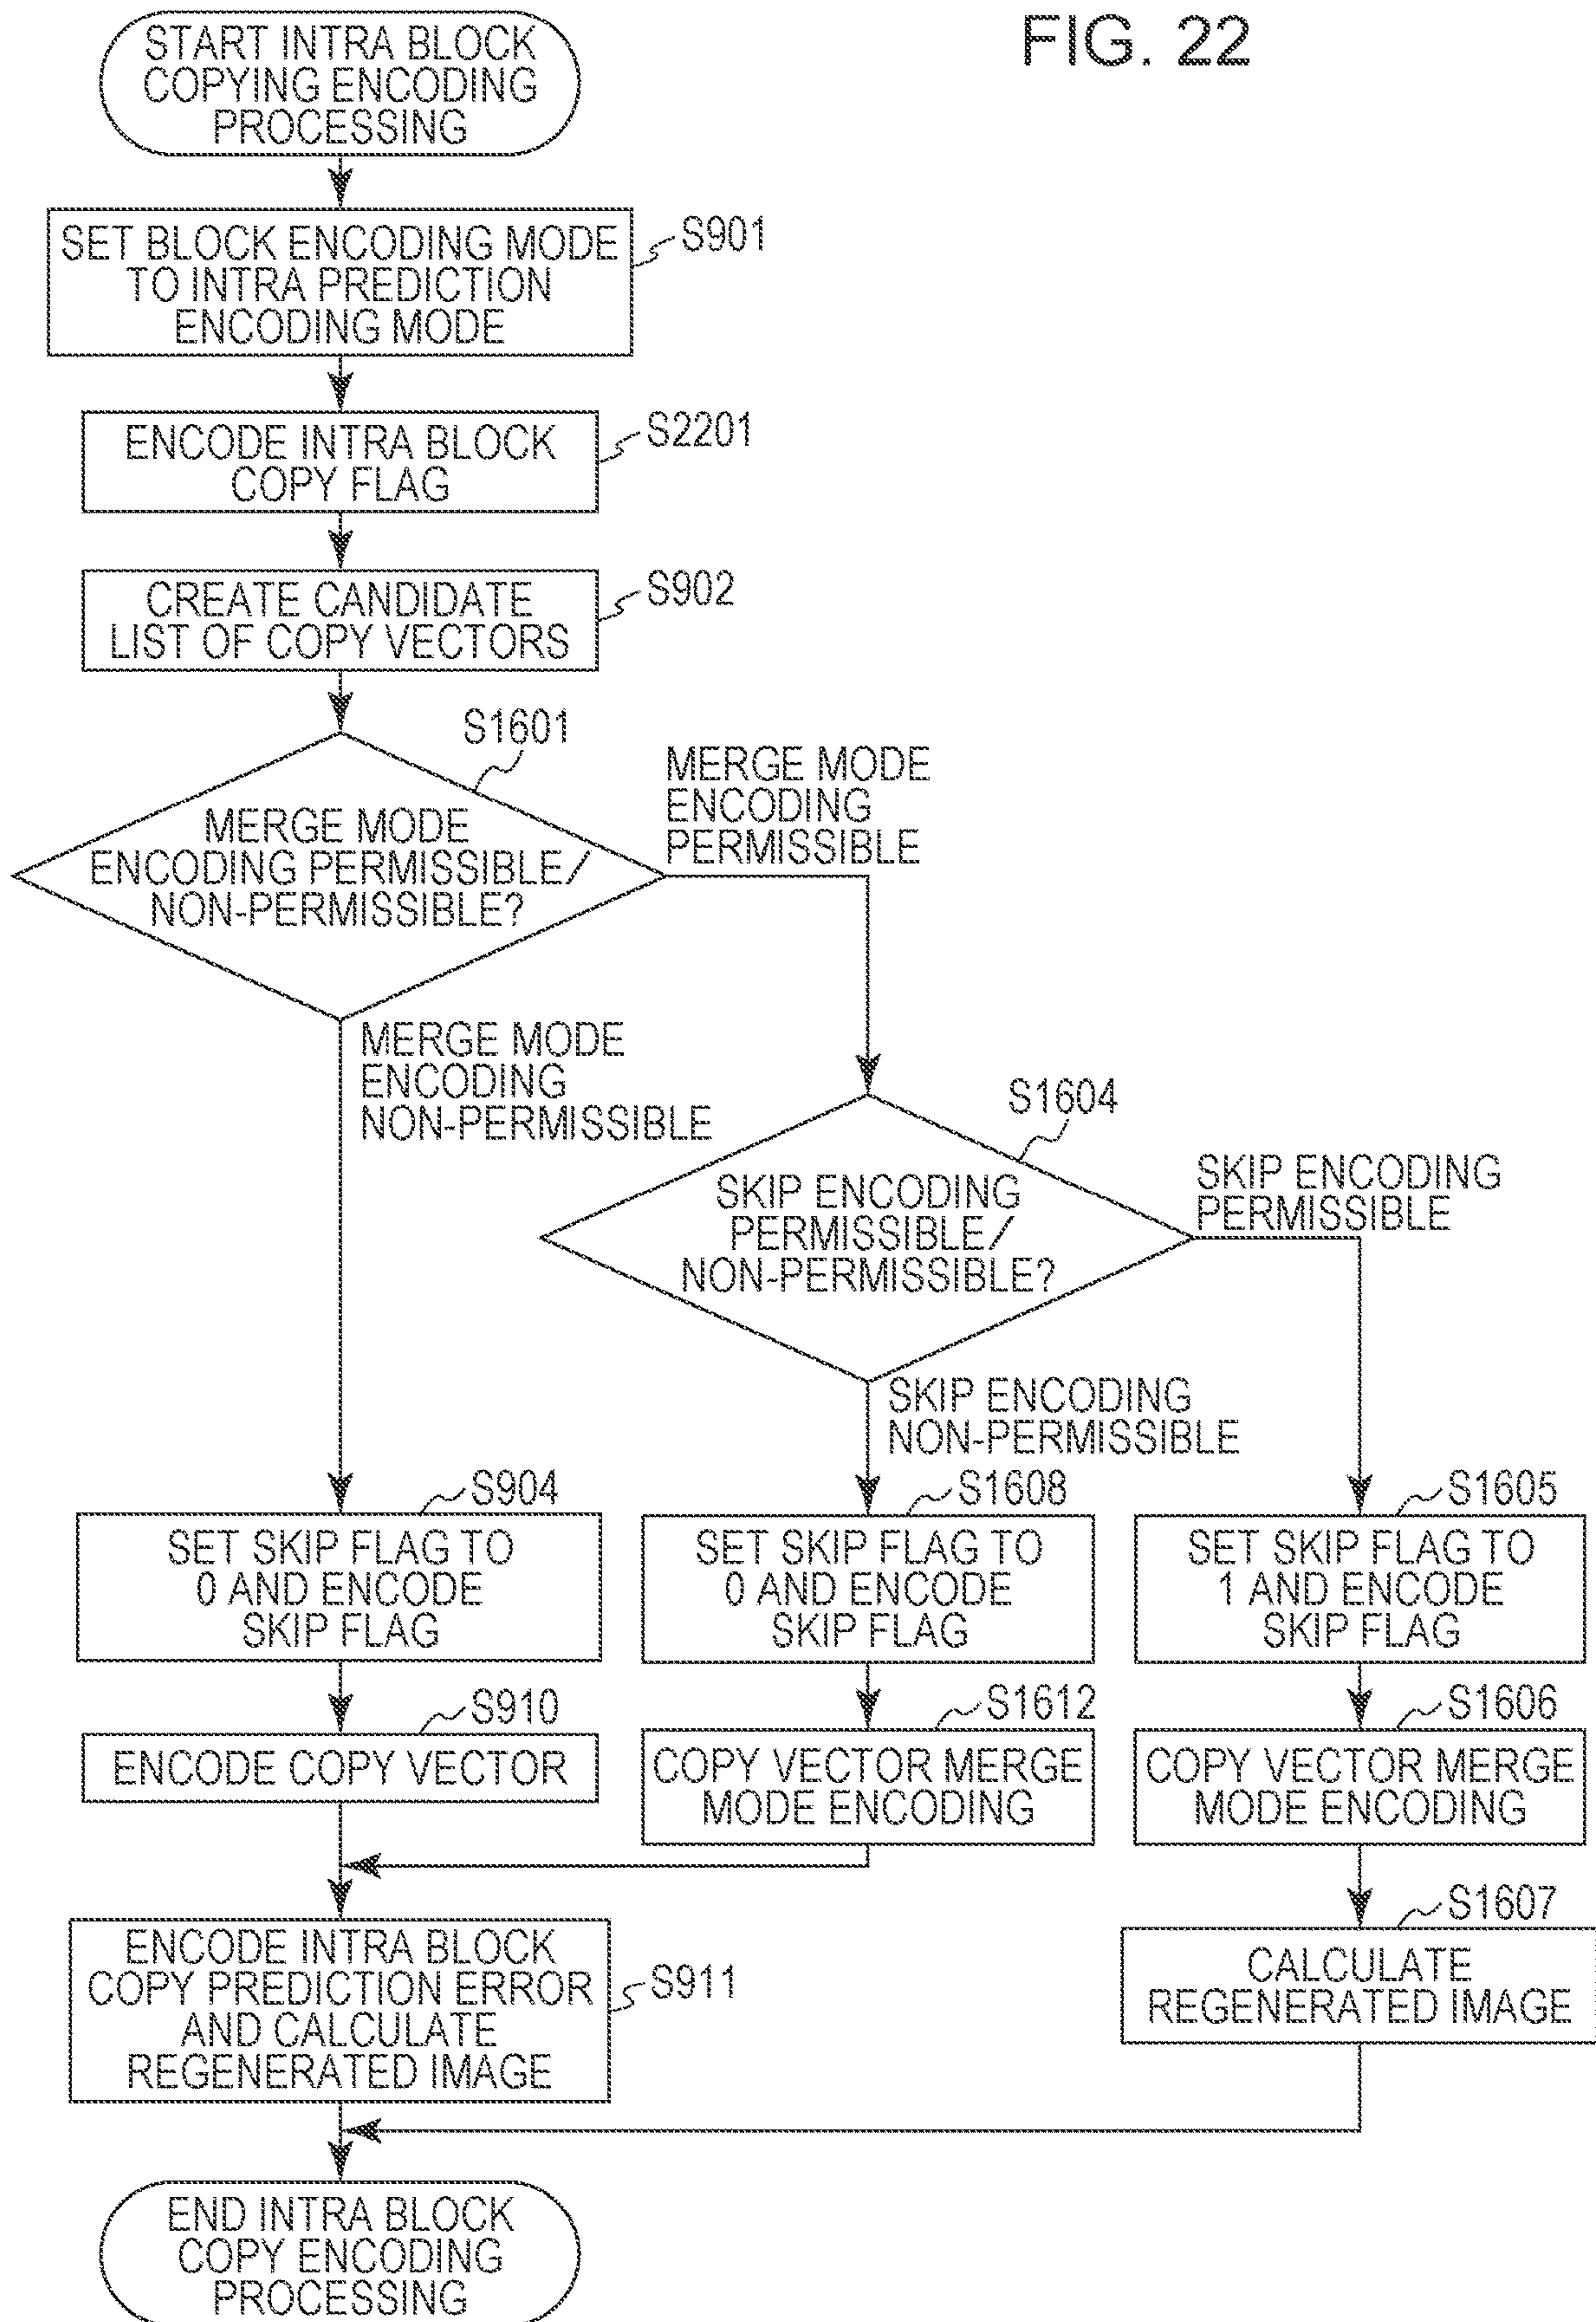 FIG. 22
START INTRA BLOCK
COPYING ENCODING
PROCESSING
SET BLOCK ENCODING MODE
TO INTRA PREDICTION
ENCODING MODE
S901
ENCODE INTRA BLOCK
COPY FLAG
S2201
CREATE CANDIDATE
LIST OF COPY VECTORS
S902
S1601
MERGE MODE
ENCODING PERMISSIBLE/
NON-PERMISSIBLE?
MERGE MODE
ENCODING
PERMISSIBLE
MERGE MODE
ENCODING
NON-PERMISSIBLE
S1604
SKIP ENCODING
PERMISSIBLE/
NON-PERMISSIBLE?
SKIP ENCODING
PERMISSIBLE
SKIP ENCODING
NON-PERMISSIBLE
S904
SET SKIP FLAG TO
0 AND ENCODE
SKIP FLAG
S1608
SET SKIP FLAG TO
0 AND ENCODE
SKIP FLAG
S1605
SET SKIP FLAG TO
1 AND ENCODE
SKIP FLAG
S910
ENCODE COPY VECTOR
S1612
COPY VECTOR MERGE
MODE ENCODING
S1606
COPY VECTOR MERGE
MODE ENCODING
ENCODE INTRA BLOCK
COPY PREDICTION ERROR
AND CALCULATE
REGENERATED IMAGE
S911
S1607
CALCULATE
REGENERATED IMAGE
END INTRA BLOCK
COPY ENCODING
PROCESSING